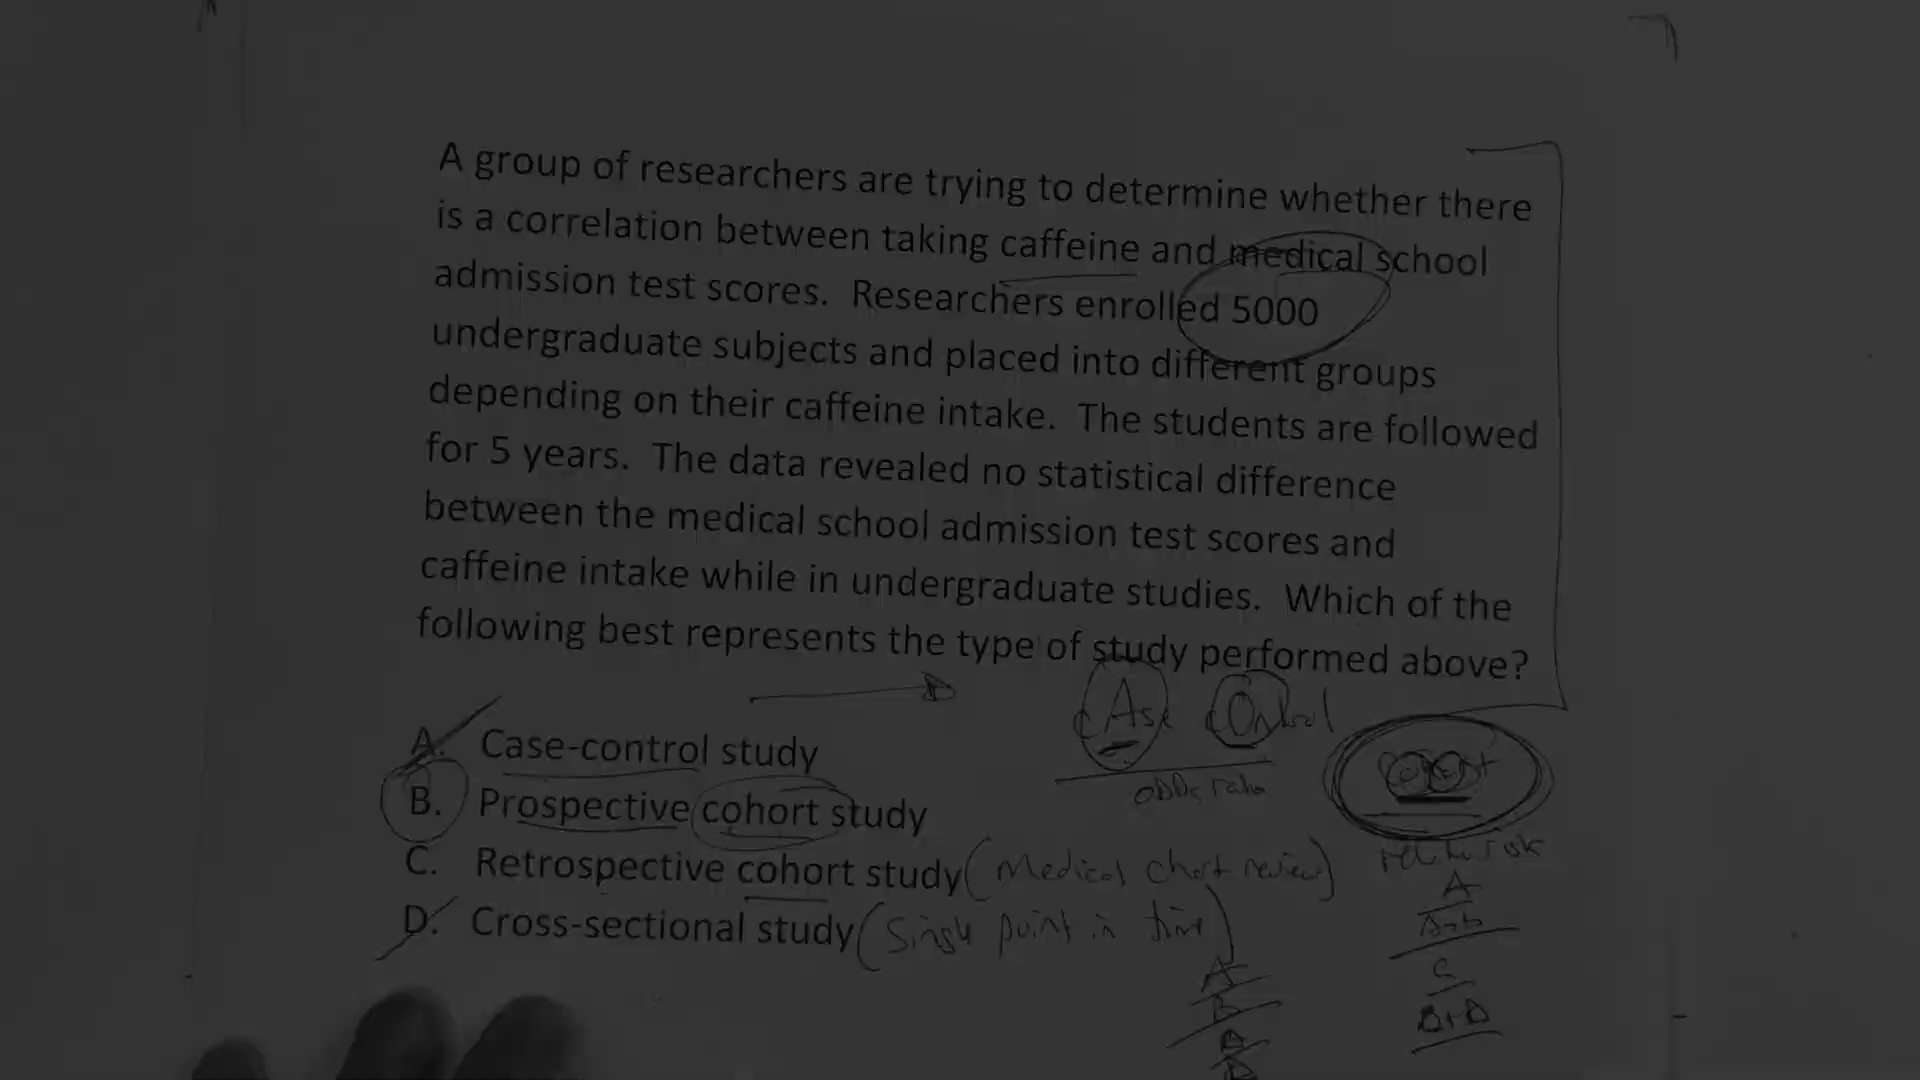 A group of researchers are trying to determine whether there
is a correlation between taking caffeine and medical school
admission test scores. Researchers enrolled 5000
undergraduate subjects and placed into different groups
depending on their caffeine intake. The students are followed
for 5 years. The data revealed no statistical difference
between the medical school admission test scores and
caffeine intake while in undergraduate studies. Which of the
following best represents the type of study performed above?
cAse cOntrol
A. Case-control study
odds ratio
B. Prospective cohort study
C. Retrospective cohort study (Medical chart review)
D. Cross-sectional study (Single point in time)
A
A+b
C
A
B